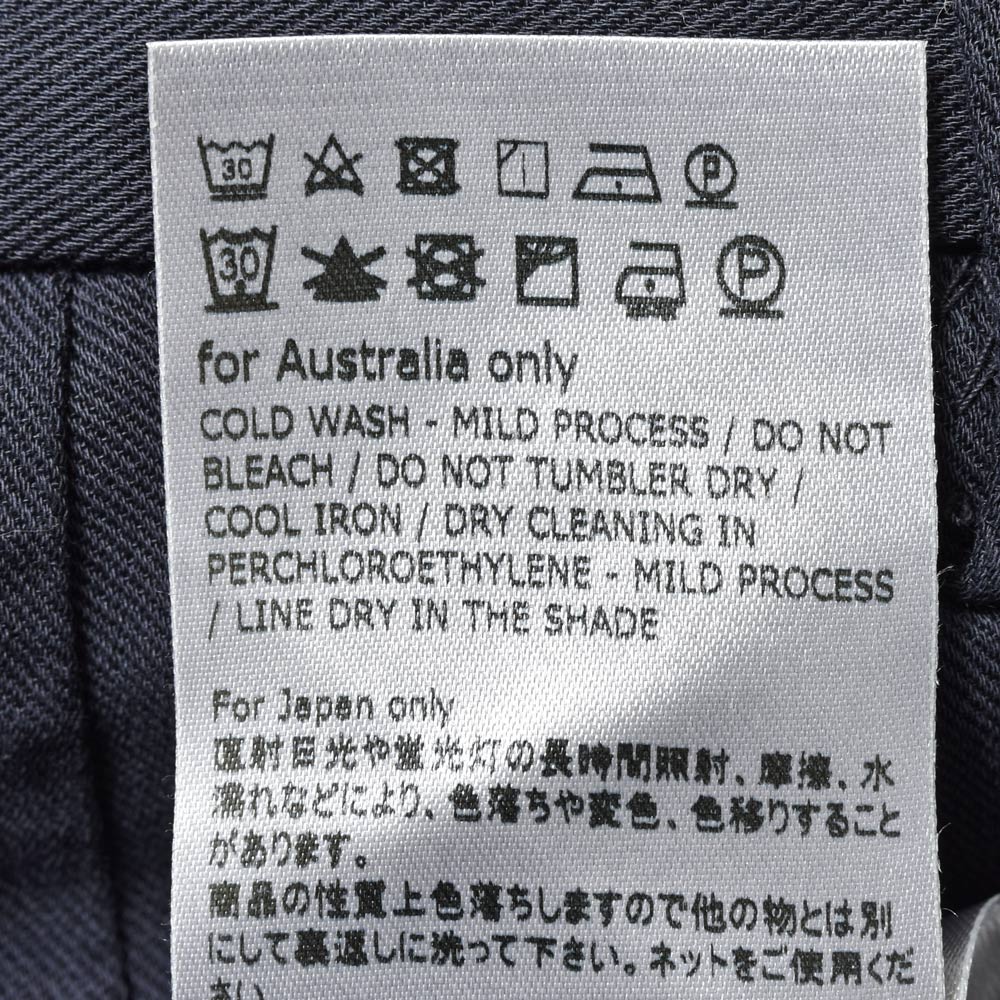 30 P
30 P
for Australia only
COLD WASH - MILD PROCESS / DO NOT
BLEACH / DO NOT TUMBLER DRY /
COOL IRON / DRY CLEANING IN
PERCHLOROETHYLENE - MILD PROCESS
/ LINE DRY IN THE SHADE
For Japan only
直射日光や蛍光灯の長時間照射、摩擦、水
濡れなどにより、色落ちや変色、色移りすること
があります。
商品の性質上色落ちしますので他の物とは別
にして裏返しに洗って下さい。ネットをご使用くだ
さい